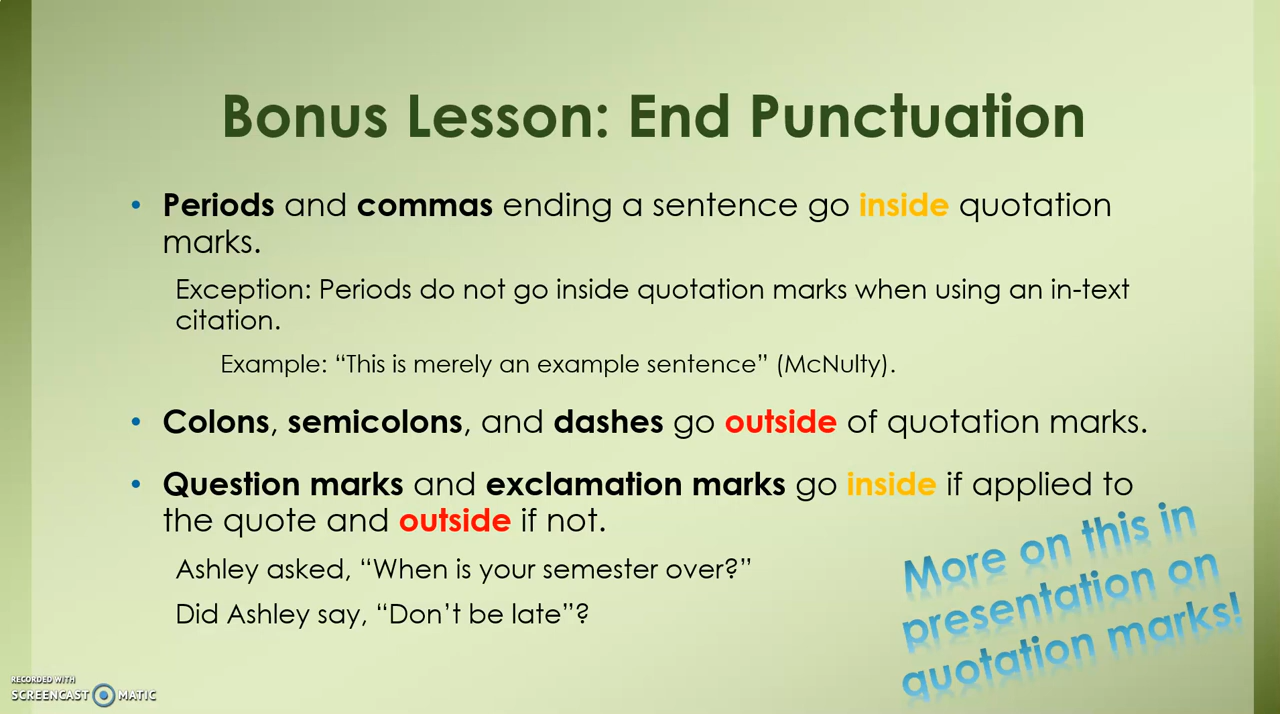 Bonus Lesson: End Punctuation
• Periods and commas ending a sentence go inside quotation
marks.
Exception: Periods do not go inside quotation marks when using an in-text
citation.
Example: “This is merely an example sentence” (McNulty).
• Colons, semicolons, and dashes go outside of quotation marks.
• Question marks and exclamation marks go inside if applied to
the quote and outside if not.
Ashley asked, “When is your semester over?”
Did Ashley say, “Don’t be late”?
More on this in
presentation on
quotation marks!
RECORDED WITH
SCREENCAST MATIC